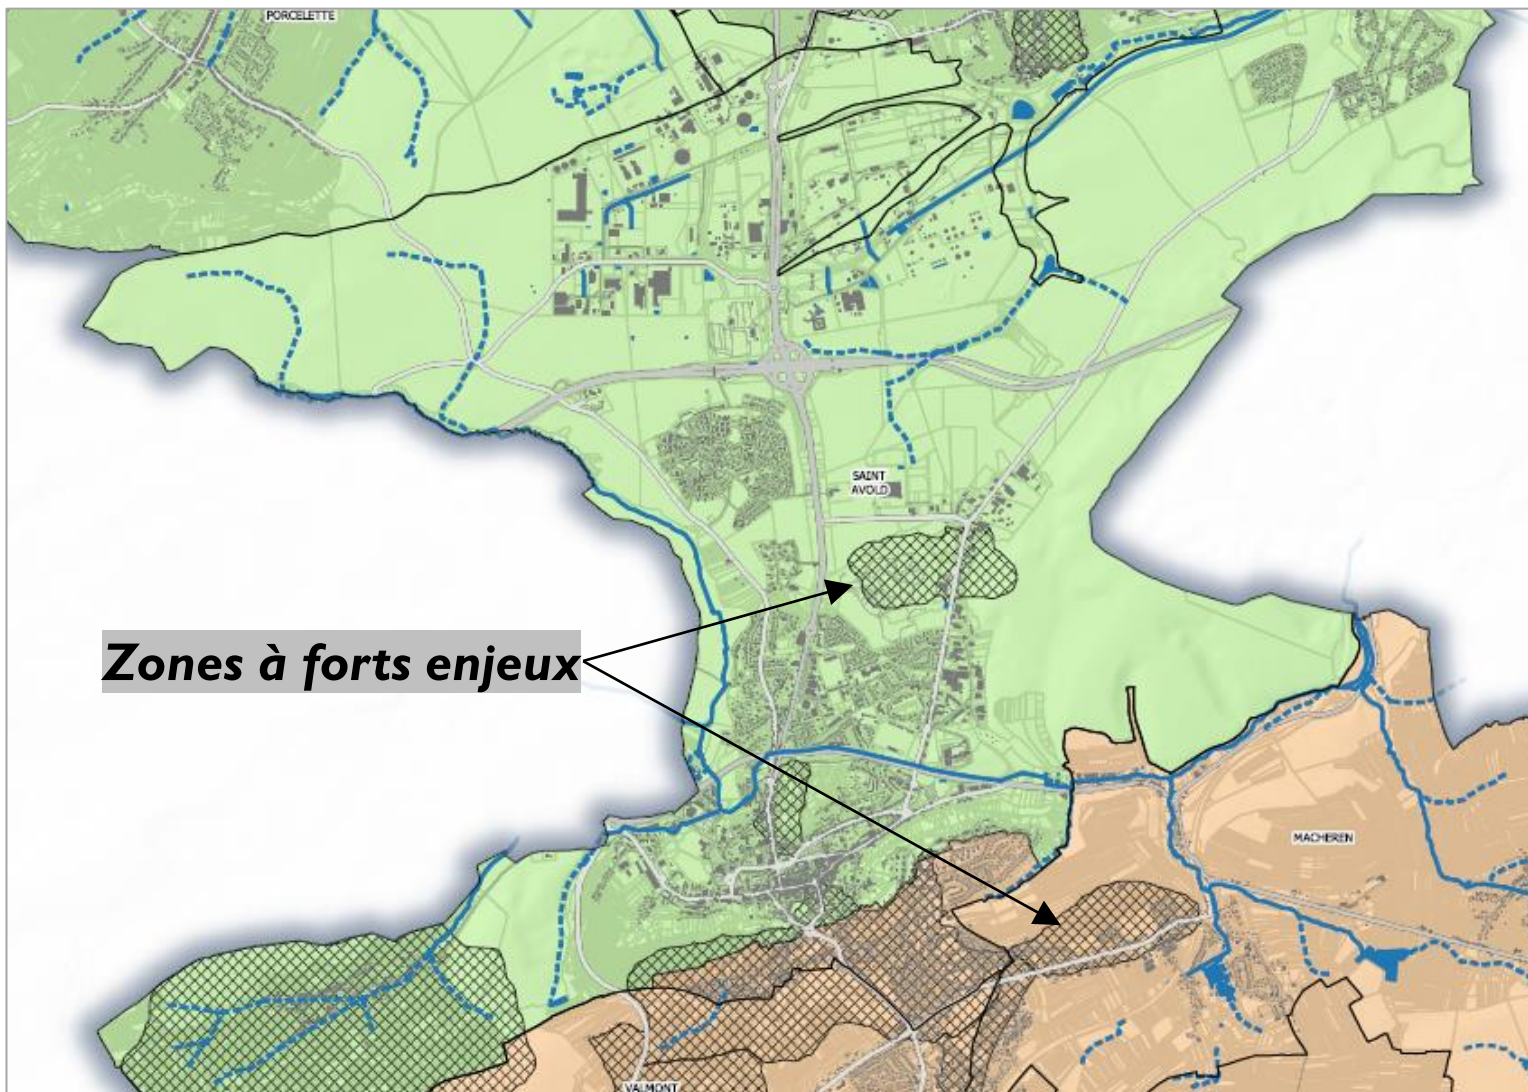 PORCELETTE
SAINT
AVOLD
Zones à forts enjeux
MACHEREN
VALMONT